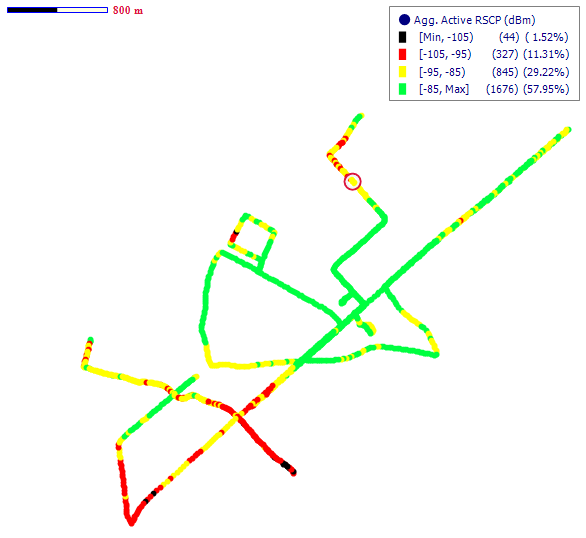 800 m
Agg. Active RSCP (dBm)
[Min, -105) (44) ( 1.52%)
[-105, -95) (327) (11.31%)
[-95, -85) (845) (29.22%)
[-85, Max] (1676) (57.95%)